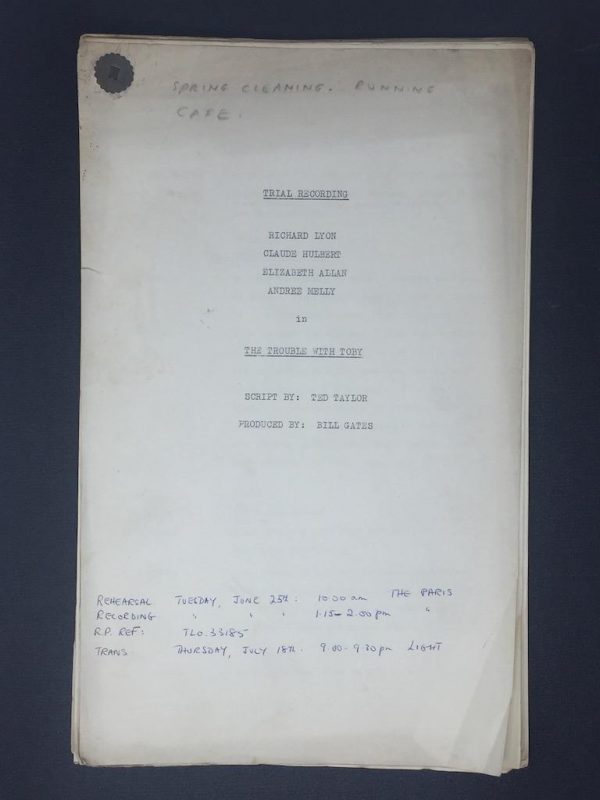 SPRING CLEANING. RUNNING
CAFE.
TRIAL RECORDING
RICHARD LYON
CLAUDE HULBERT
ELIZABETH ALLAN
ANDREE MELLY
in
THE TROUBLE WITH TOBY
SCRIPT BY: TED TAYLOR
PRODUCED BY: BILL GATES
REHEARSAL TUESDAY, JUNE 25th: 10.30 am THE PARIS
RECORDING " " " 1.15 - 2.00 pm "
R.P. REF: TLO.33185
TRANS THURSDAY, JULY 18th. 9.00 - 9.30 pm LIGHT